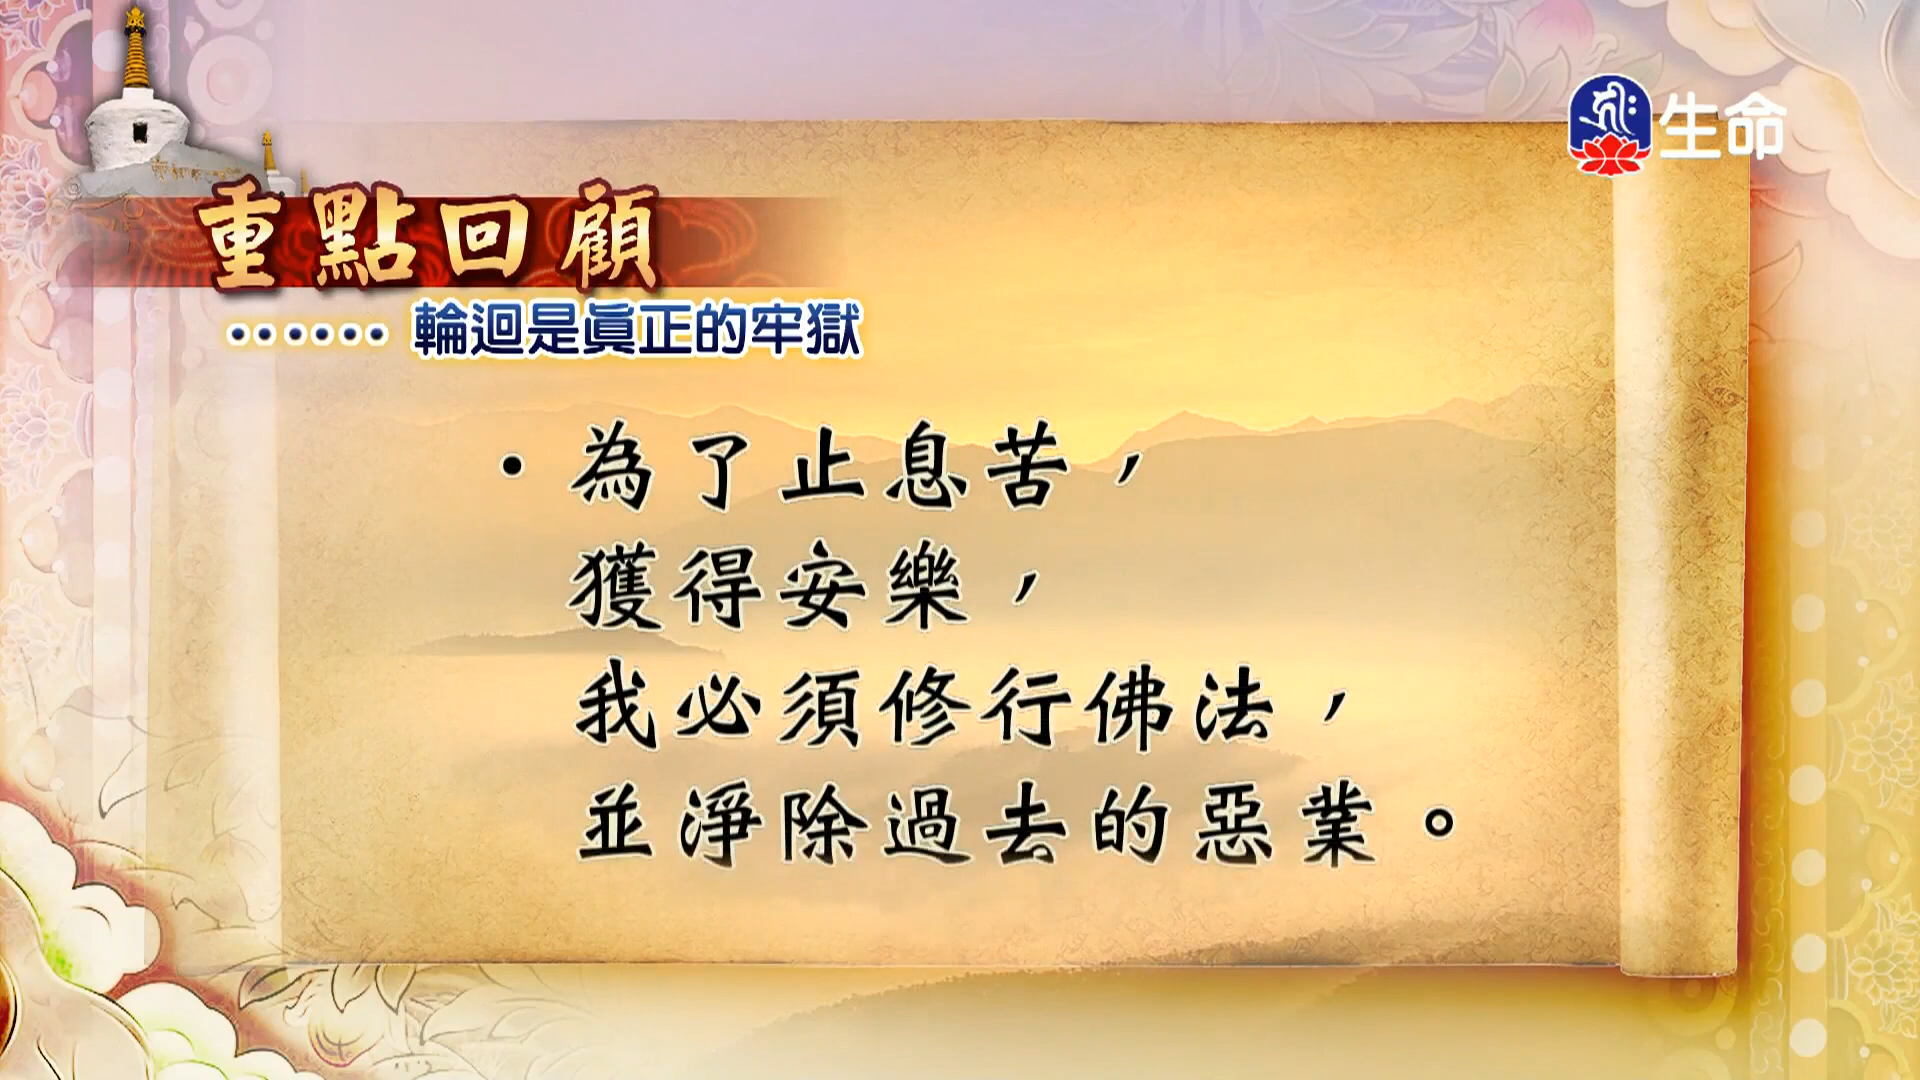 生命
重點回顧
······輪迴是真正的牢獄
·為了止息苦，
獲得安樂，
我必須修行佛法，
並淨除過去的惡業。